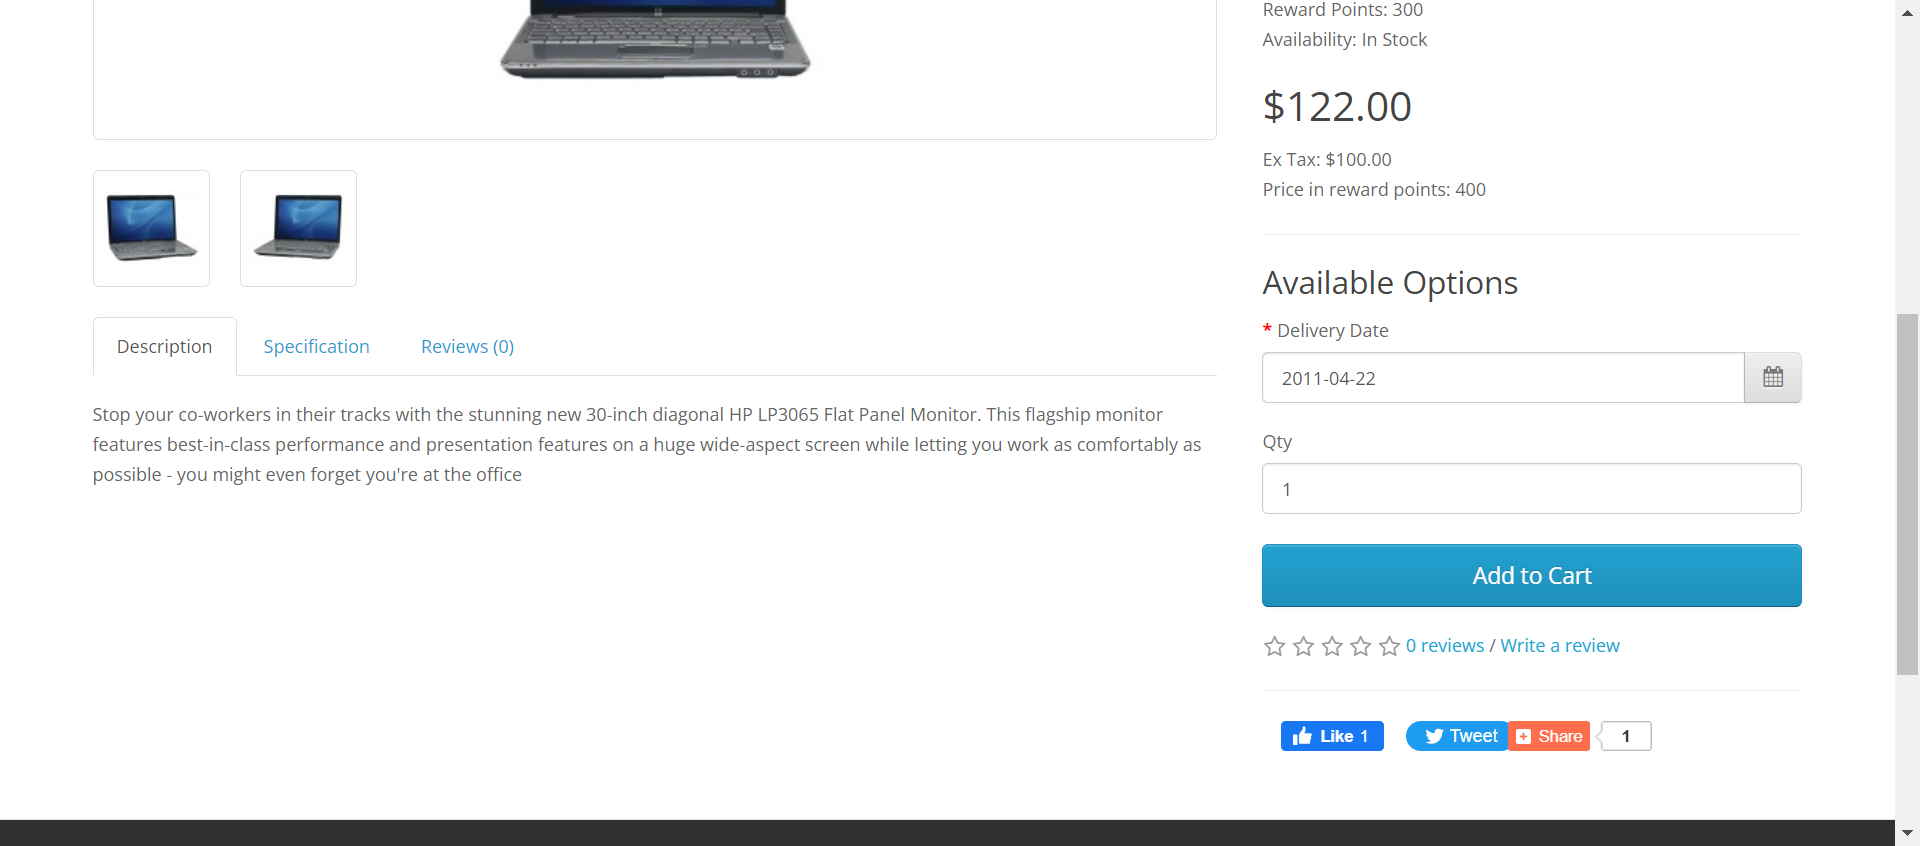 Reward Points: 300
Availability: In Stock
$122.00
Ex Tax: $100.00
Price in reward points: 400
Description
Specification
Reviews (0)
Stop your co-workers in their tracks with the stunning new 30-inch diagonal HP LP3065 Flat Panel Monitor. This flagship monitor
features best-in-class performance and presentation features on a huge wide-aspect screen while letting you work as comfortably as
possible - you might even forget you're at the office
Available Options
* Delivery Date
2011-04-22
Qty
1
Add to Cart
0 reviews / Write a review
Like 1
Tweet
Share
1